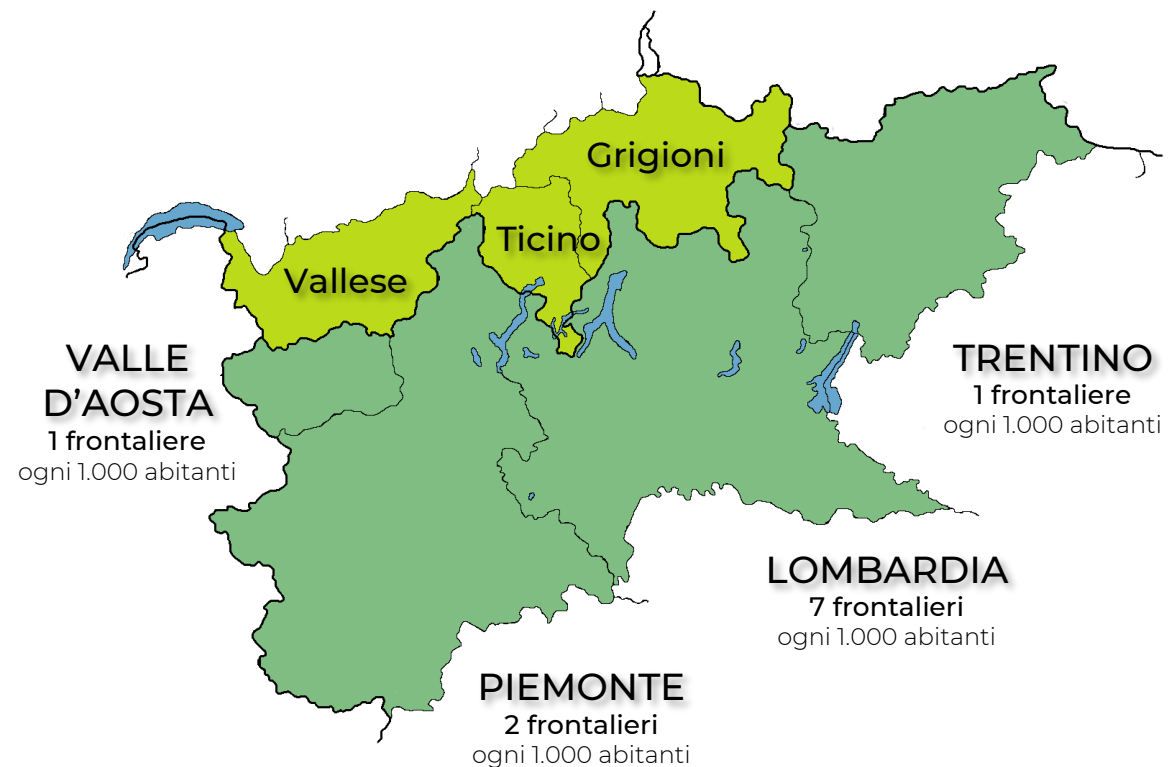 Grigioni
Ticino
Vallese
VALLE
D'AOSTA
1 frontaliere
ogni 1.000 abitanti
TRENTINO
1 frontaliere
ogni 1.000 abitanti
LOMBARDIA
7 frontalieri
ogni 1.000 abitanti
PIEMONTE
2 frontalieri
ogni 1.000 abitanti